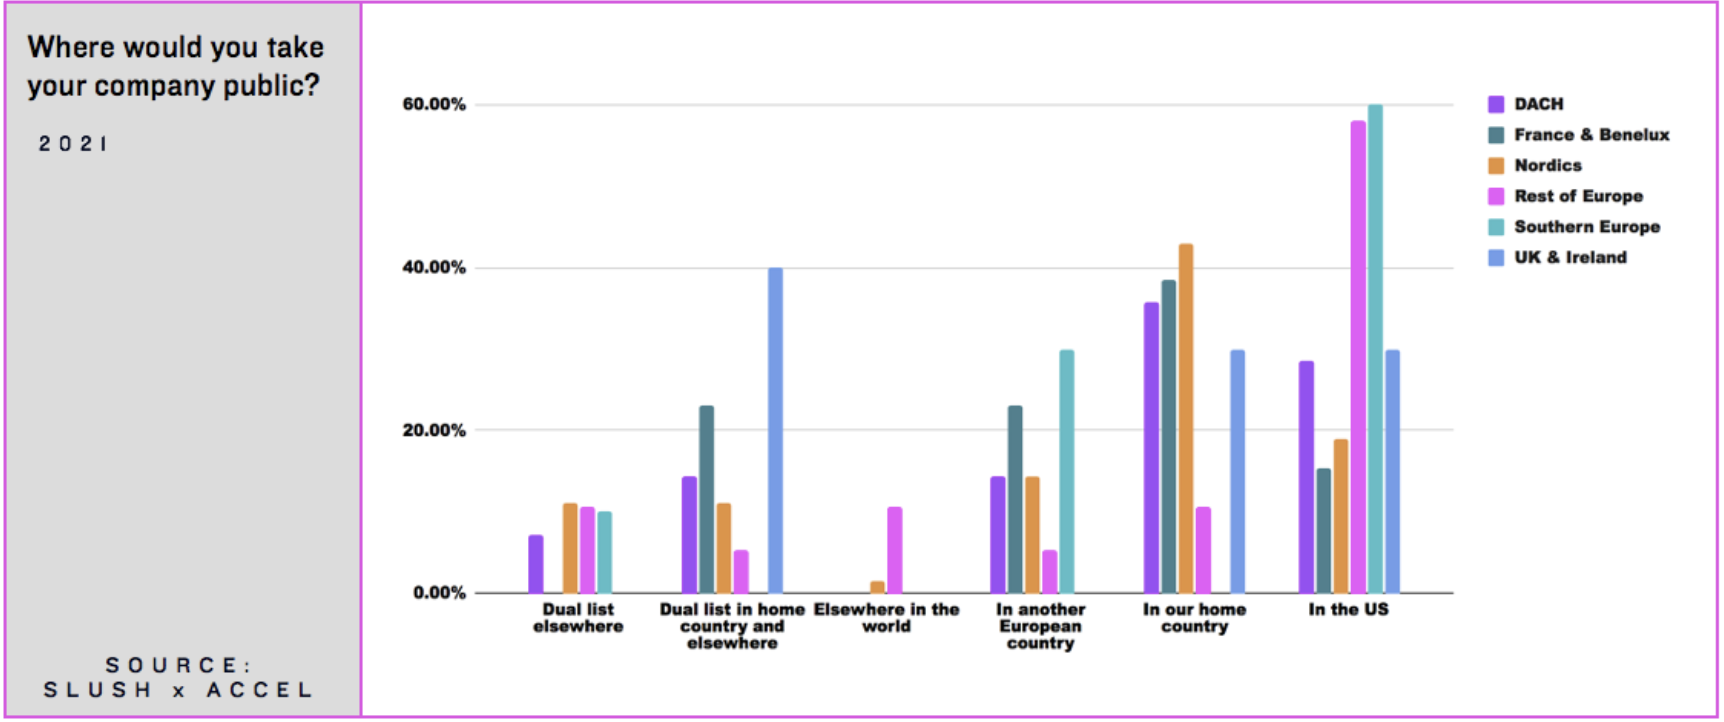 Where would you take
your company public?
2021
SOURCE:
SLUSH x ACCEL
60.00%
40.00%
20.00%
0.00%
Dual list
elsewhere
Dual list in home
country and
elsewhere
Elsewhere in the
world
In another
European
country
In our home
country
In the US
DACH
France & Benelux
Nordics
Rest of Europe
Southern Europe
UK & Ireland